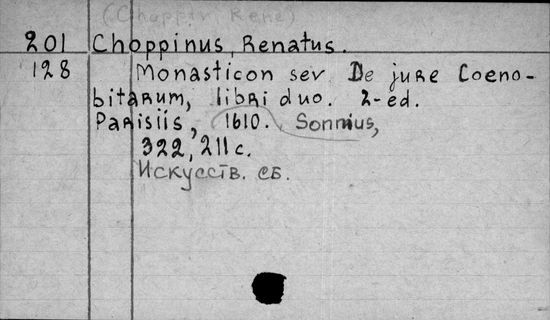 (Choppin, René)
201 Choppinus, Renatus.
128 Monasticon sev De jure Coeno-
bitarum, libri duo. 2-ed.
Parisiis, 1610. Sonnius,
322, 211 с.
Искусств. сб.